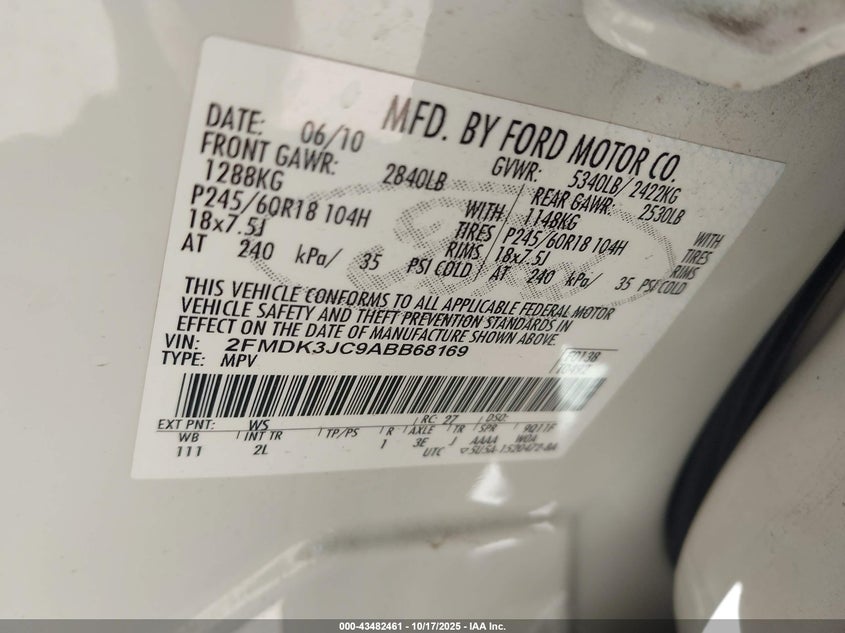 MFD. BY FORD MOTOR CO.
DATE: 06/10 GVWR: 5340LB/ 2422KG
FRONT GAWR: 2840LB REAR GAWR: 2530LB
1288KG WITH 1148KG WITH
P245/60R18 104H TIRES P245/60R18 104H TIRES
18x7.5J RIMS 18x7.5J RIMS
AT 240 kPa/ 35 PSI COLD AT 240 kPa/ 35 PSI COLD
THIS VEHICLE CONFORMS TO ALL APPLICABLE FEDERAL MOTOR
VEHICLE SAFETY AND THEFT PREVENTION STANDARDS IN
EFFECT ON THE DATE OF MANUFACTURE SHOWN ABOVE
VIN: 2FMDK3JC9ABB68169
TYPE: MPV
EXT PNT: WS RC: 27 DSO:
WB INT TR TP/PS R AXLE TR SPR
111 2L 1 3E J AAAA
UTC
000-43482461 - 10/17/2025 - IAA Inc.